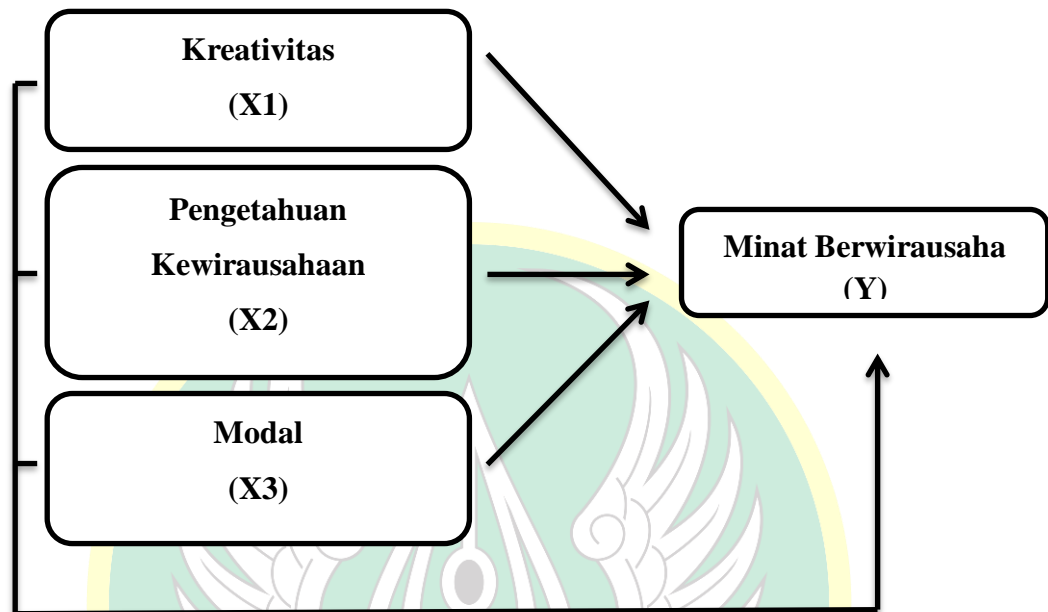 Kreativitas
(X1)
Pengetahuan
Kewirausahaan
(X2)
Modal
(X3)
Minat Berwirausaha
(Y)